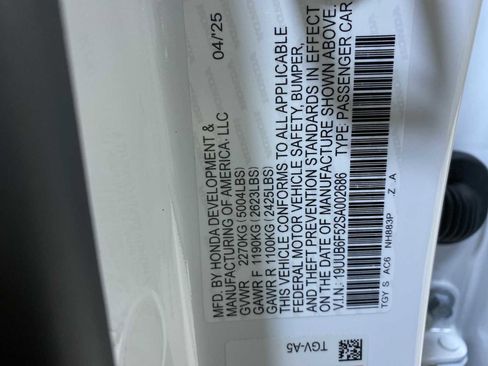 MFD. BY HONDA DEVELOPMENT & 04/'25
MANUFACTURING OF AMERICA, LLC
GVWR 2270KG (5004LBS)
GAWR F 1190KG (2623LBS)
GAWR R 1100KG (2425LBS)
THIS VEHICLE CONFORMS TO ALL APPLICABLE
FEDERAL MOTOR VEHICLE SAFETY, BUMPER,
AND THEFT PREVENTION STANDARDS IN EFFECT
ON THE DATE OF MANUFACTURE SHOWN ABOVE.
V.I.N.: 19UUB6F52SA002686 TYPE: PASSENGER CAR
TGY S AC6 NH883P Z A
TGV-A5